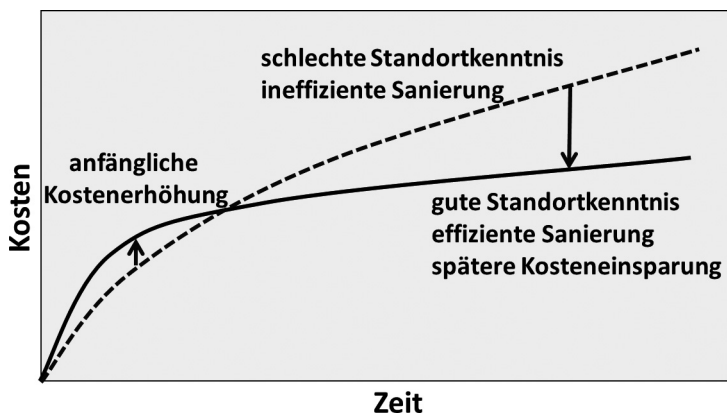 schlechte Standortkenntnis
ineffiziente Sanierung
anfängliche
Kostenerhöhung
gute Standortkenntnis
effiziente Sanierung
spätere Kosteneinsparung
Kosten
Zeit